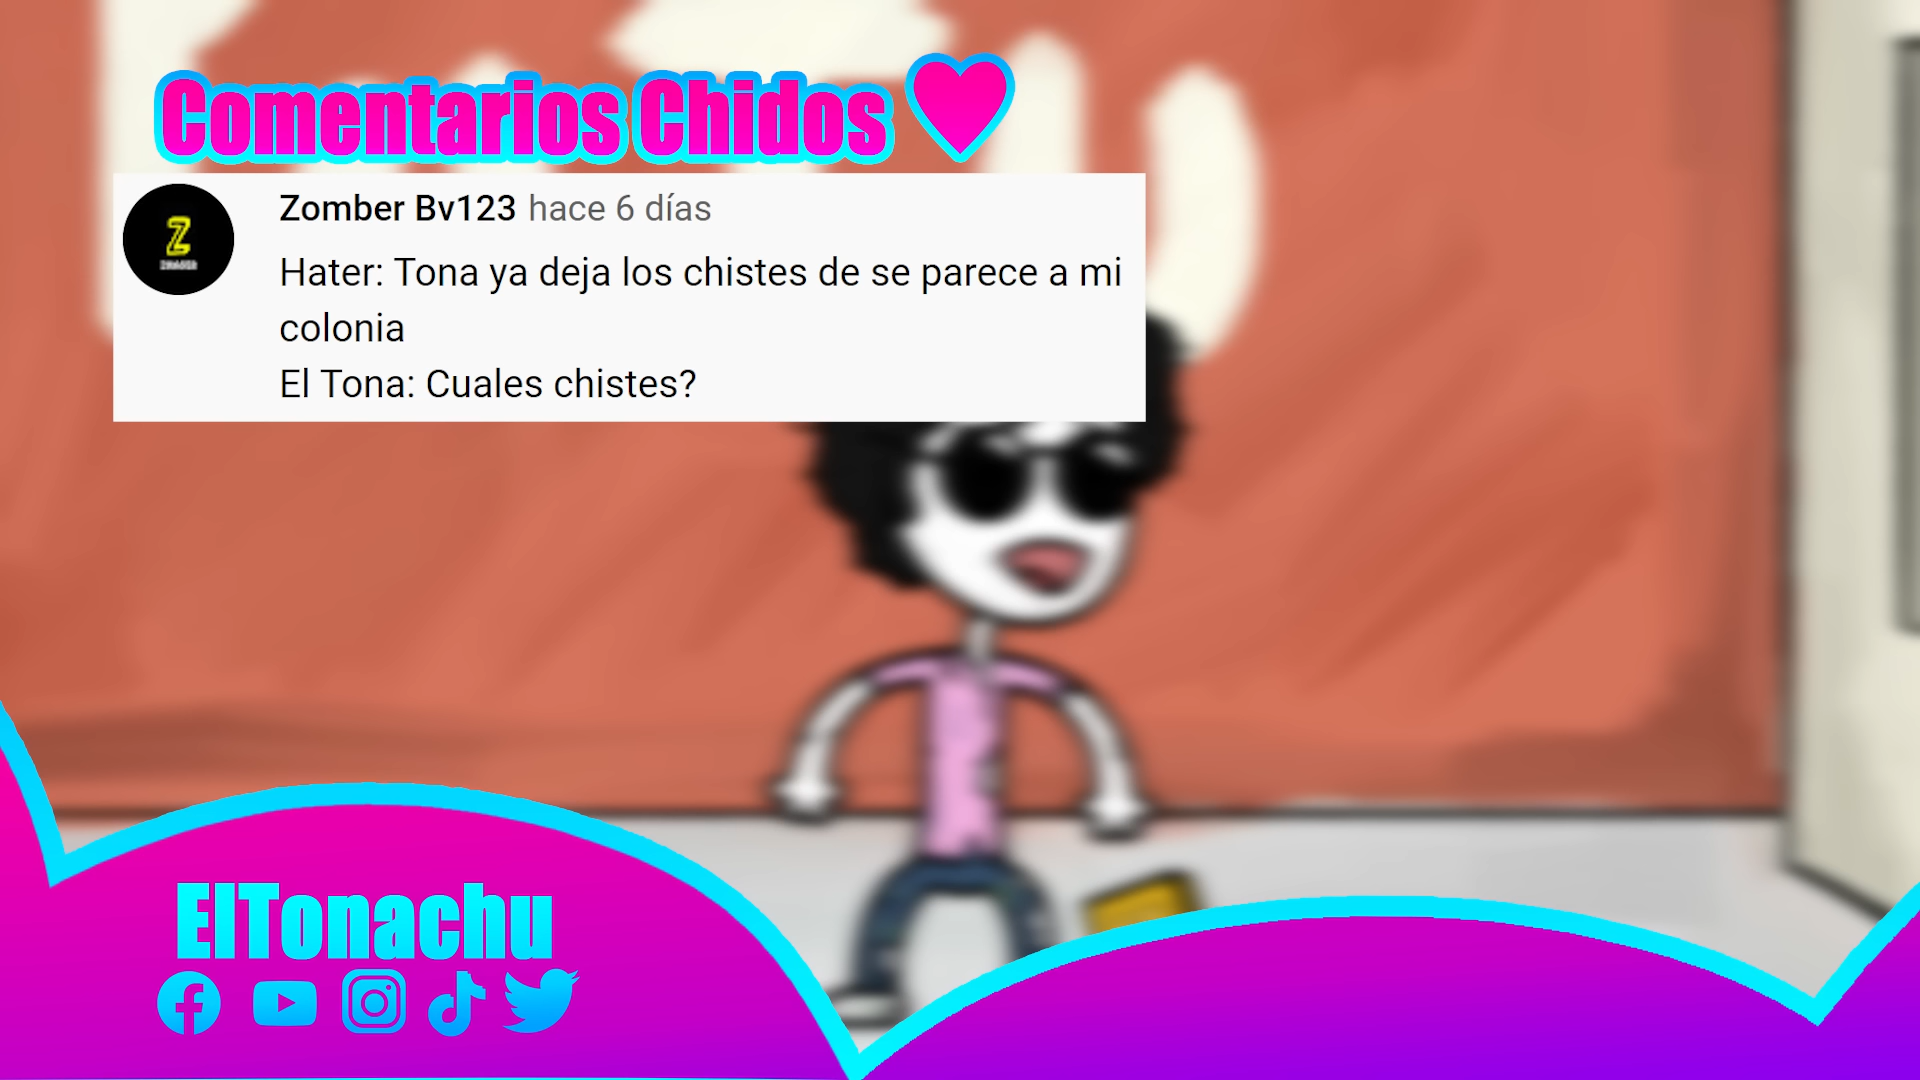 Comentarios Chidos
Z
Zomber Bv123 hace 6 días
Hater: Tona ya deja los chistes de se parece a mi
colonia
El Tona: Cuales chistes?
ElTonachu